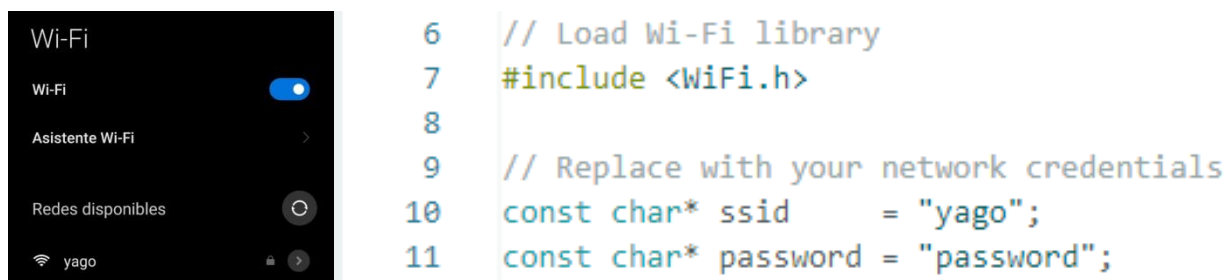 Wi-Fi
Wi-Fi
Asistente Wi-Fi
Redes disponibles
yago
6 // Load Wi-Fi library
7 #include <WiFi.h>
8
9 // Replace with your network credentials
10 const char* ssid     = "yago";
11 const char* password = "password";